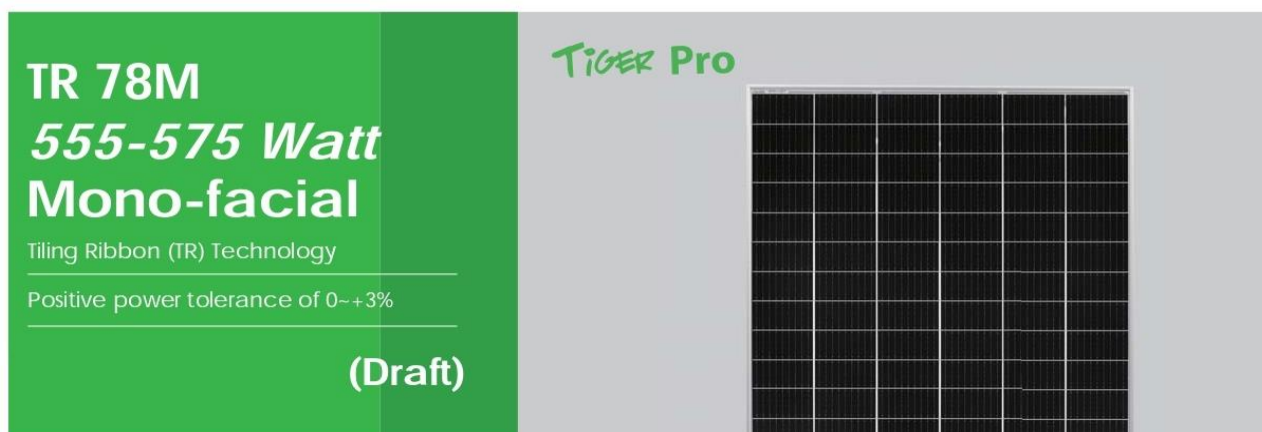 TR 78M
555-575 Watt
Mono-facial
Tiling Ribbon (TR) Technology
Positive power tolerance of 0~+3%
(Draft)
TiGER Pro